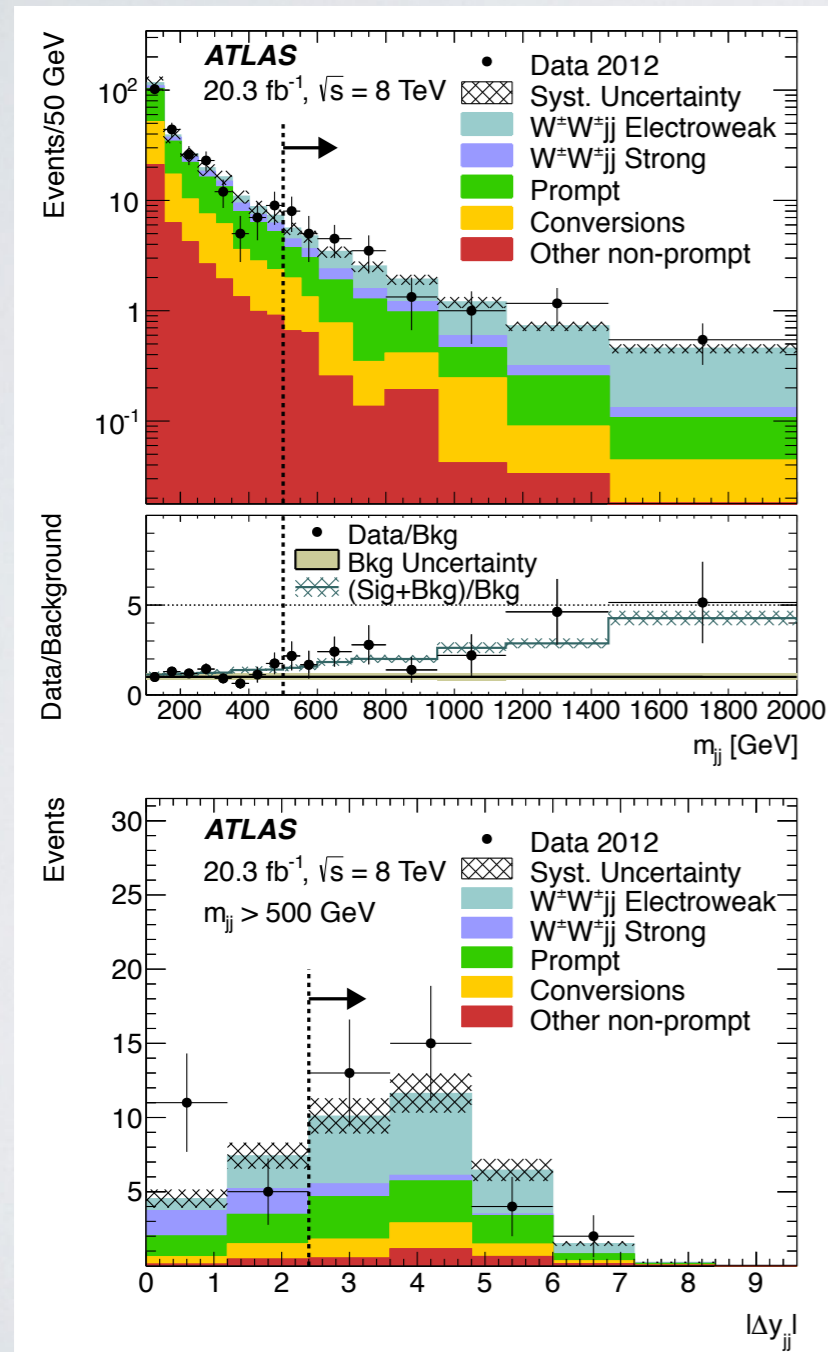 Events/50 GeV
ATLAS
20.3 fb⁻¹, √s = 8 TeV
Data 2012
Syst. Uncertainty
W±W±jj Electroweak
W±W±jj Strong
Prompt
Conversions
Other non-prompt
10²
10
1
10⁻¹
Data/Background
Data/Bkg
Bkg Uncertainty
(Sig+Bkg)/Bkg
5
0
200 400 600 800 1000 1200 1400 1600 1800 2000
m_jj [GeV]
Events
ATLAS
20.3 fb⁻¹, √s = 8 TeV
m_jj > 500 GeV
Data 2012
Syst. Uncertainty
W±W±jj Electroweak
W±W±jj Strong
Prompt
Conversions
Other non-prompt
30
25
20
15
10
5
0 1 2 3 4 5 6 7 8 9
|Δy_jj|